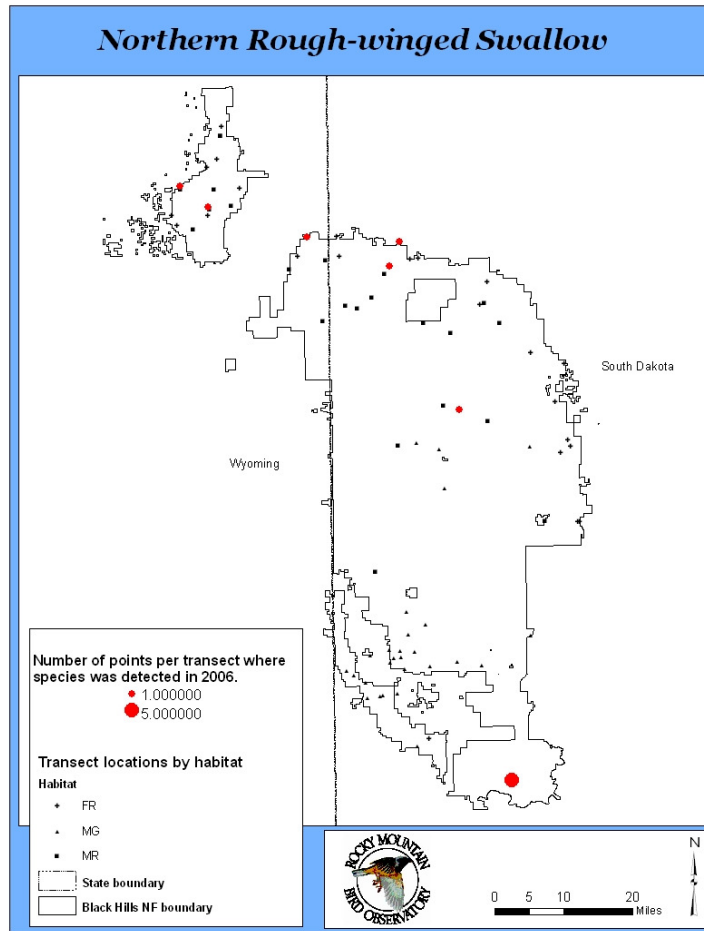 Northern Rough-winged Swallow
South Dakota
Wyoming
Number of points per transect where
species was detected in 2006.
1.000000
5.000000
Transect locations by habitat
Habitat
FR
MG
MR
State boundary
Black Hills NF boundary
ROCKY MOUNTAIN
BIRD OBSERVATORY
N
0 5 10 20
Miles